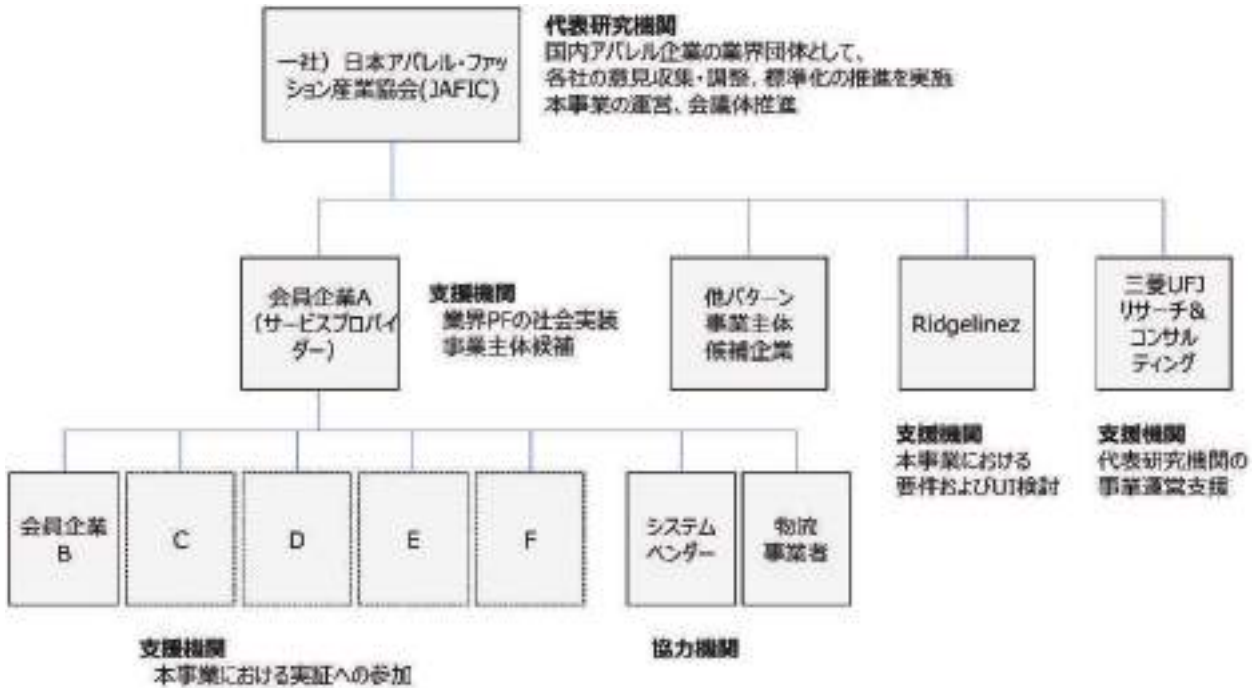 一社）日本アパレル・ファッ
ション産業協会(JAFIC)
代表研究機関
国内アパレル企業の業界団体として、
各社の意見収集・調整、標準化の推進を実施
本事業の運営、会議体推進
会員企業A
（サービスプロバイ
ダー）
支援機関
業界PFの社会実装
事業主体候補
他パターン
事業主体
候補企業
Ridgelinez
三菱UFJ
リサーチ&
コンサル
ティング
支援機関
本事業における
要件およびUI検討
支援機関
代表研究機関の
事業運営支援
会員企業
B
C
D
E
F
システム
ベンダー
物流
事業者
支援機関
本事業における実証への参加
協力機関